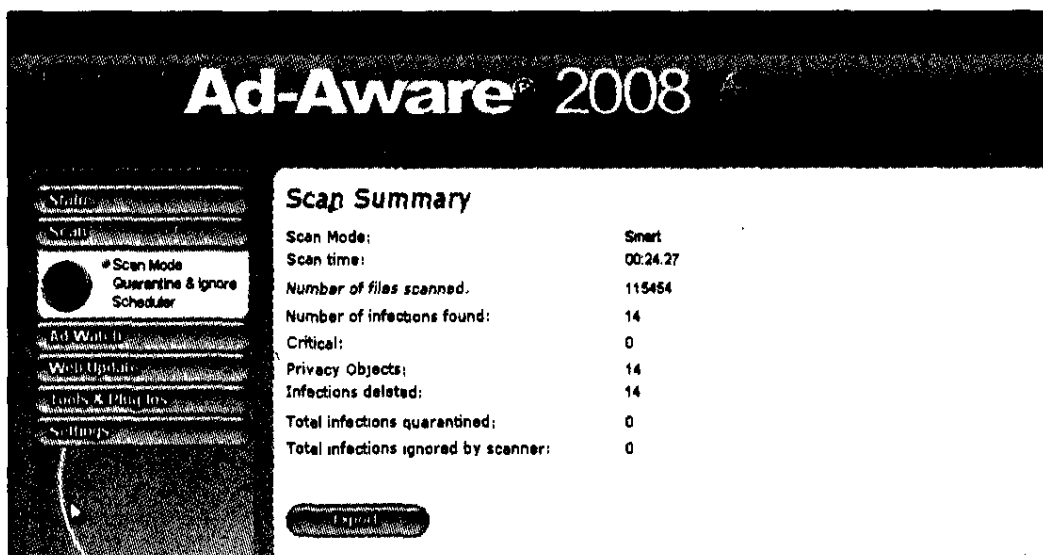 Ad-Aware® 2008
Status
Scan
Scan Mode
Quarantine & Ignore
Scheduler
Ad Watch
Web Update
Tools & Plug Ins
Settings
Scan Summary
Scan Mode: Smart
Scan time: 00:24.27
Number of files scanned. 115454
Number of infections found: 14
Critical: 0
Privacy Objects: 14
Infections deleted: 14
Total infections quarantined: 0
Total infections ignored by scanner: 0
Export